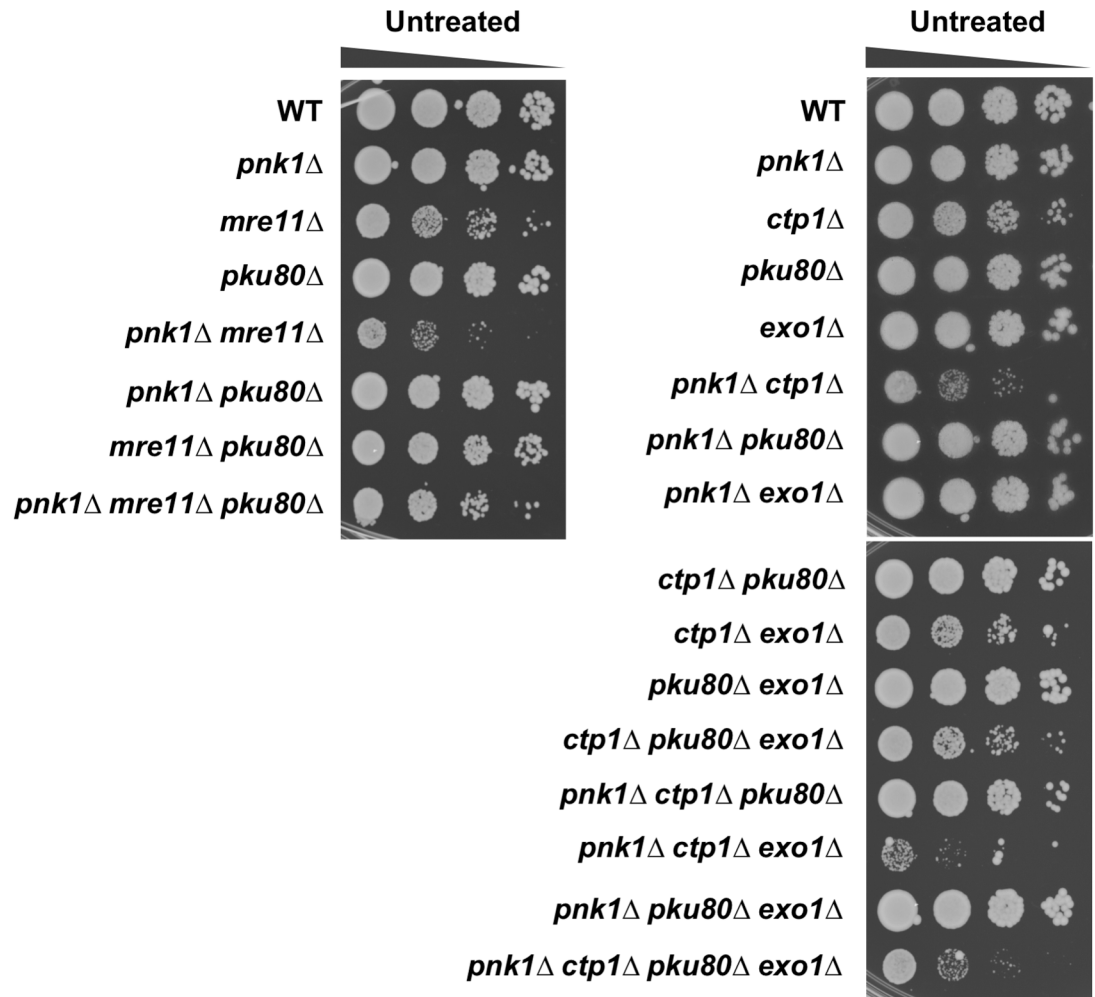 Untreated
WT
pnk1Δ
mre11Δ
pku80Δ
pnk1Δ mre11Δ
pnk1Δ pku80Δ
mre11Δ pku80Δ
pnk1Δ mre11Δ pku80Δ
Untreated
WT
pnk1Δ
ctp1Δ
pku80Δ
exo1Δ
pnk1Δ ctp1Δ
pnk1Δ pku80Δ
pnk1Δ exo1Δ
ctp1Δ pku80Δ
ctp1Δ exo1Δ
pku80Δ exo1Δ
ctp1Δ pku80Δ exo1Δ
pnk1Δ ctp1Δ pku80Δ
pnk1Δ ctp1Δ exo1Δ
pnk1Δ pku80Δ exo1Δ
pnk1Δ ctp1Δ pku80Δ exo1Δ